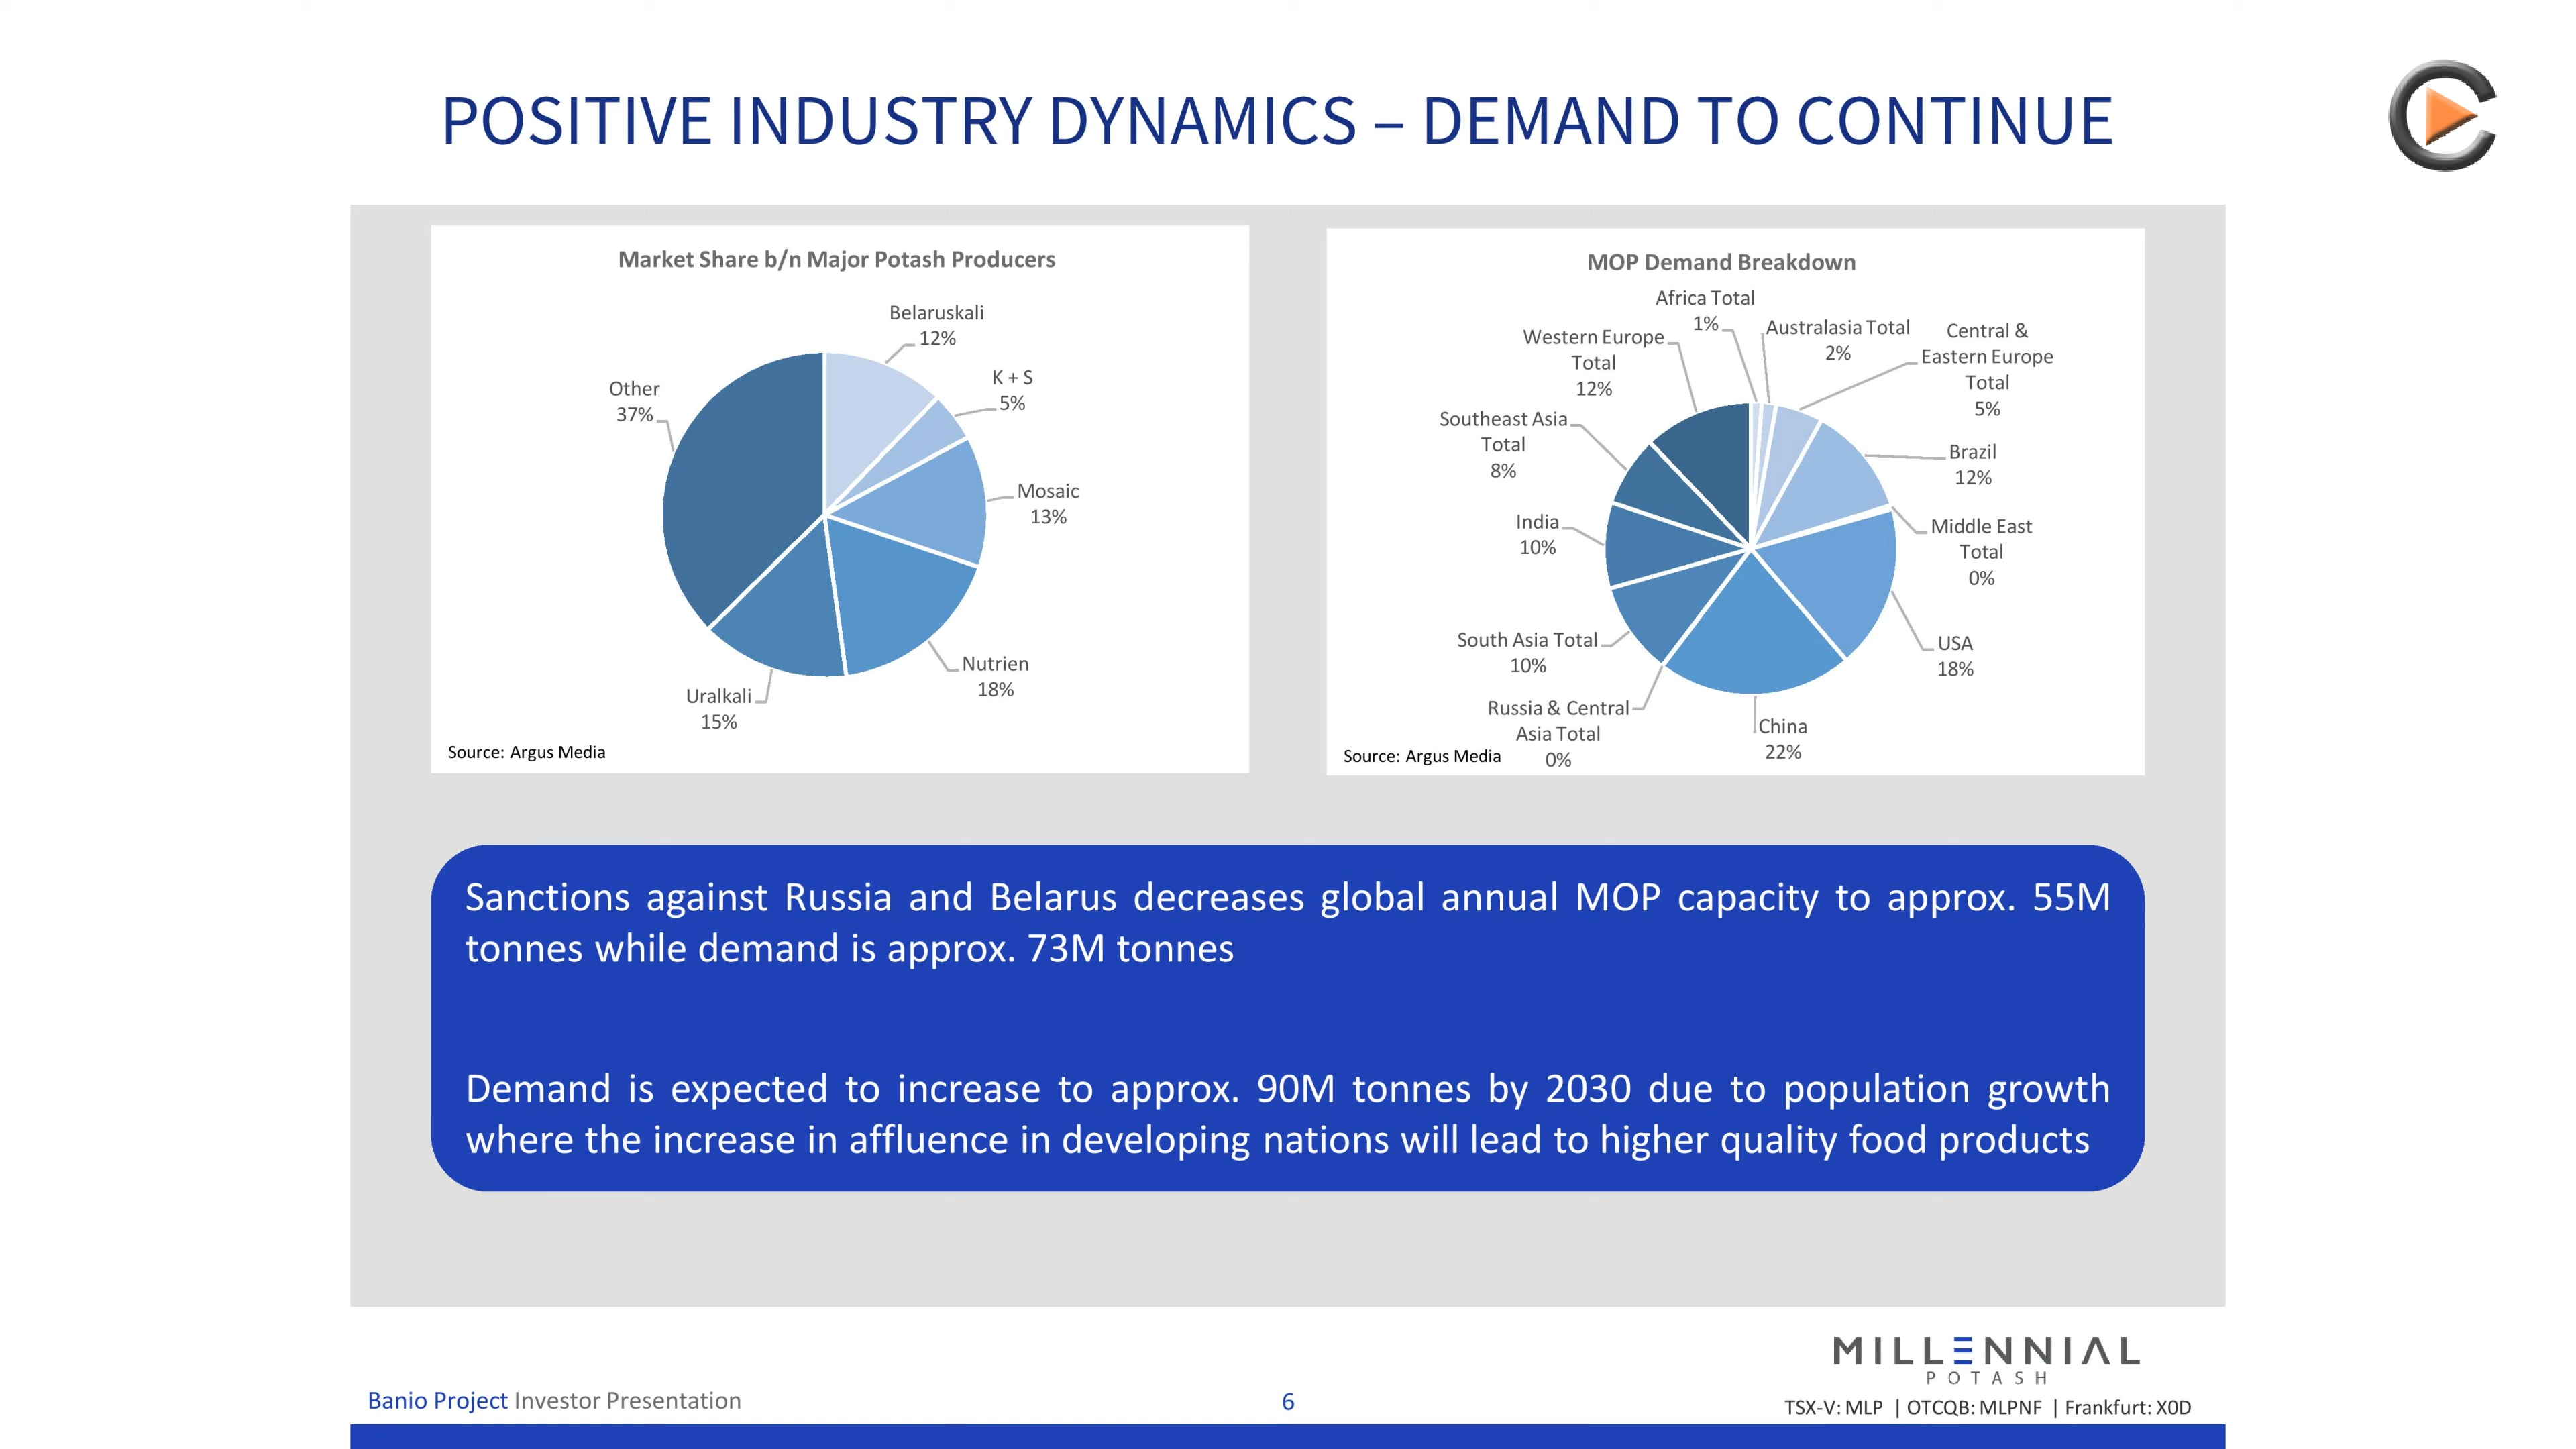 POSITIVE INDUSTRY DYNAMICS – DEMAND TO CONTINUE
Market Share b/n Major Potash Producers
Belaruskali
12%
K + S
5%
Mosaic
13%
Nutrien
18%
Uralkali
15%
Other
37%
Source: Argus Media
MOP Demand Breakdown
Africa Total
1%
Australasia Total
2%
Central &
Eastern Europe
Total
5%
Brazil
12%
Middle East
Total
0%
USA
18%
China
22%
Russia & Central
Asia Total
0%
South Asia Total
10%
India
10%
Southeast Asia
Total
8%
Western Europe
Total
12%
Source: Argus Media
Sanctions against Russia and Belarus decreases global annual MOP capacity to approx. 55M
tonnes while demand is approx. 73M tonnes
Demand is expected to increase to approx. 90M tonnes by 2030 due to population growth
where the increase in affluence in developing nations will lead to higher quality food products
Banio Project Investor Presentation
6
MILLENNIAL
POTASH
TSX-V: MLP | OTCQB: MLPNF | Frankfurt: X0D